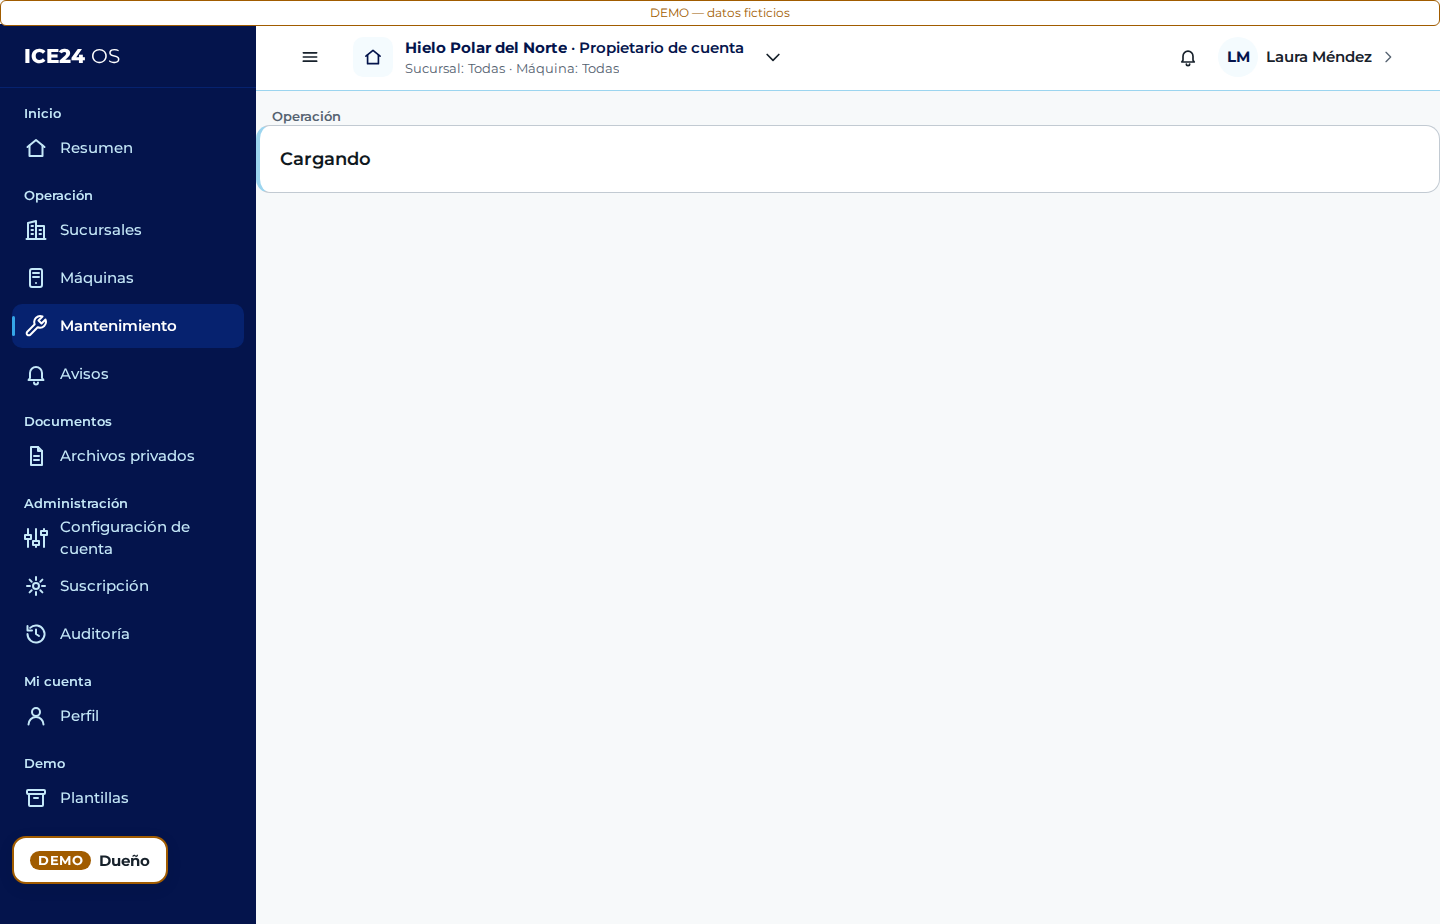 DEMO — datos ficticios
ICE24 OS
Inicio
Resumen
Operación
Sucursales
Máquinas
Mantenimiento
Avisos
Documentos
Archivos privados
Administración
Configuración de
cuenta
Suscripción
Auditoría
Mi cuenta
Perfil
Demo
Plantillas
DEMO Dueño
Hielo Polar del Norte · Propietario de cuenta
Sucursal: Todas · Máquina: Todas
LM Laura Méndez
Operación
Cargando